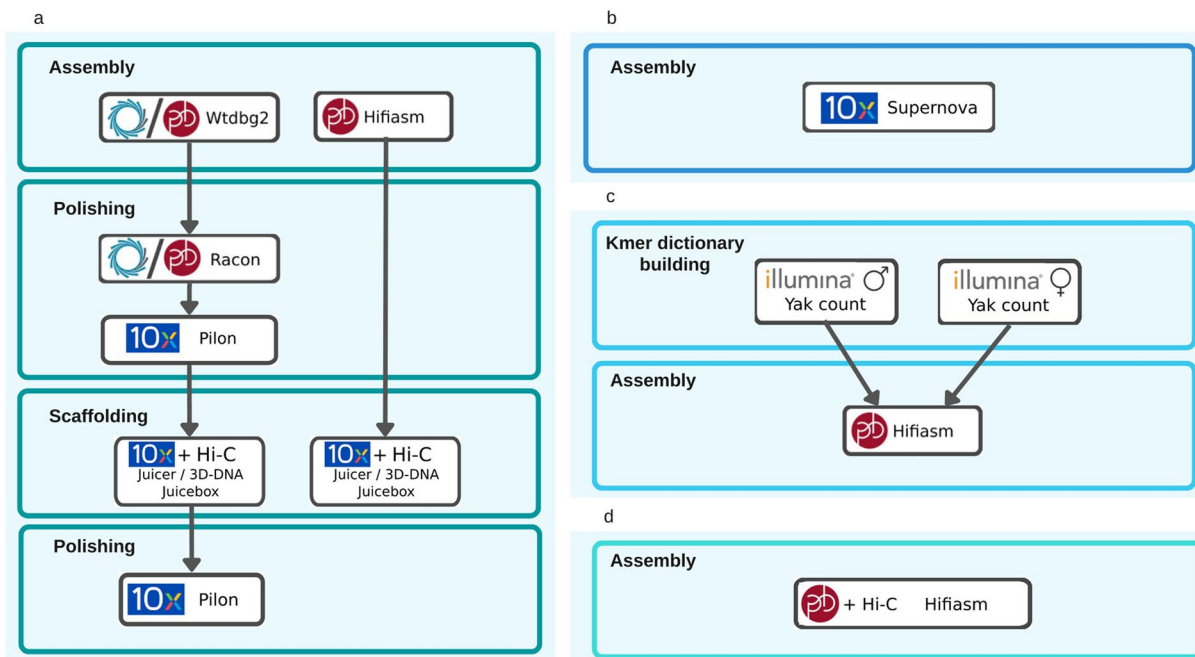 a
Assembly
/ Wtdbg2
Hifiasm
Polishing
/ Racon
10x Pilon
Scaffolding
10x + Hi-C
Juicer / 3D-DNA
Juicebox
10x + Hi-C
Juicer / 3D-DNA
Juicebox
Polishing
10x Pilon
b
Assembly
10x Supernova
c
Kmer dictionary
building
illumina® ♂
Yak count
illumina® ♀
Yak count
Assembly
Hifiasm
d
Assembly
+ Hi-C Hifiasm